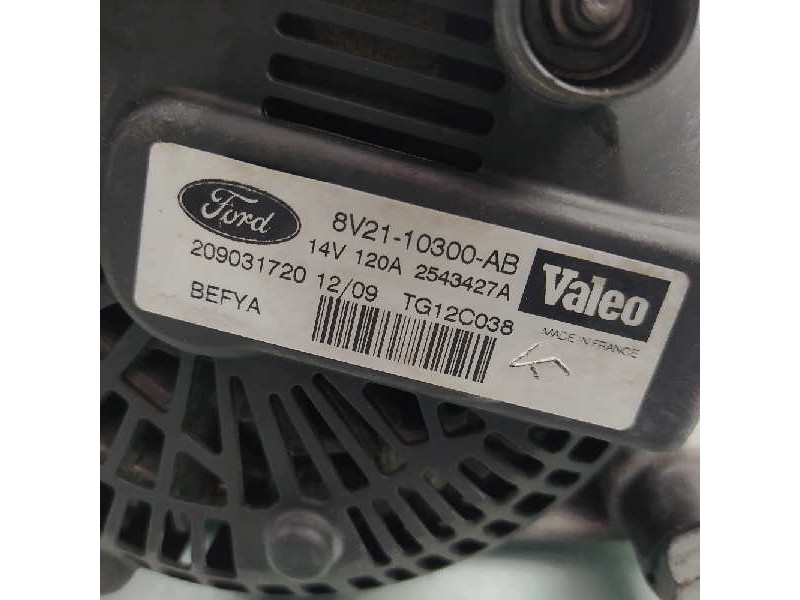 Ford
8V21-10300-AB
14V 120A 2543427A
209031720 12/09 TG12C038
BEFYA
Valeo
MADE IN FRANCE